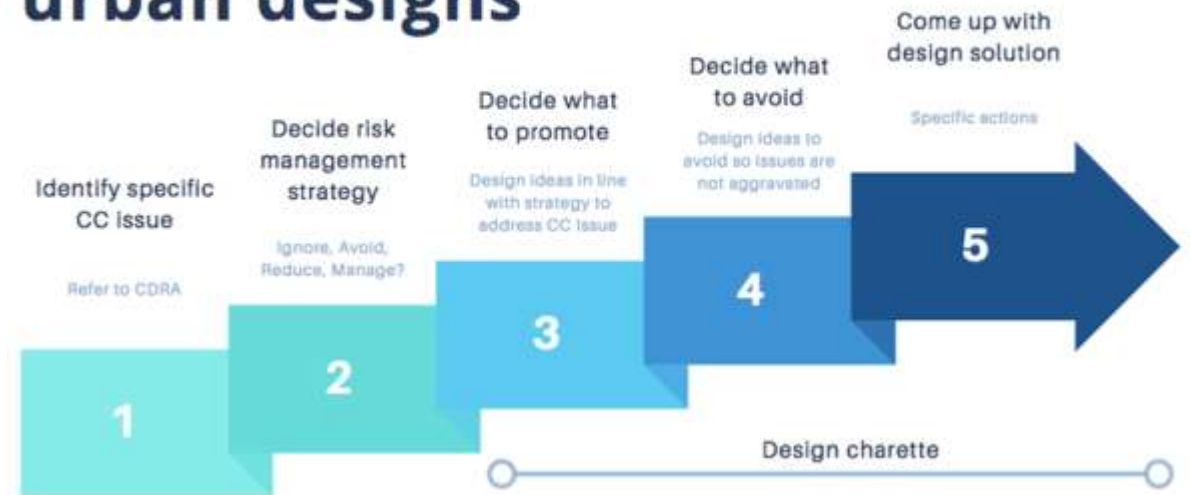 urban designs
Identify specific
CC issue
Refer to CDRA
1
Decide risk
management
strategy
Ignore, Avoid,
Reduce, Manage?
2
Decide what
to promote
Design ideas in line
with strategy to
address CC issue
3
Decide what
to avoid
Design ideas to
avoid so issues are
not aggravated
4
Come up with
design solution
Specific actions
5
Design charette